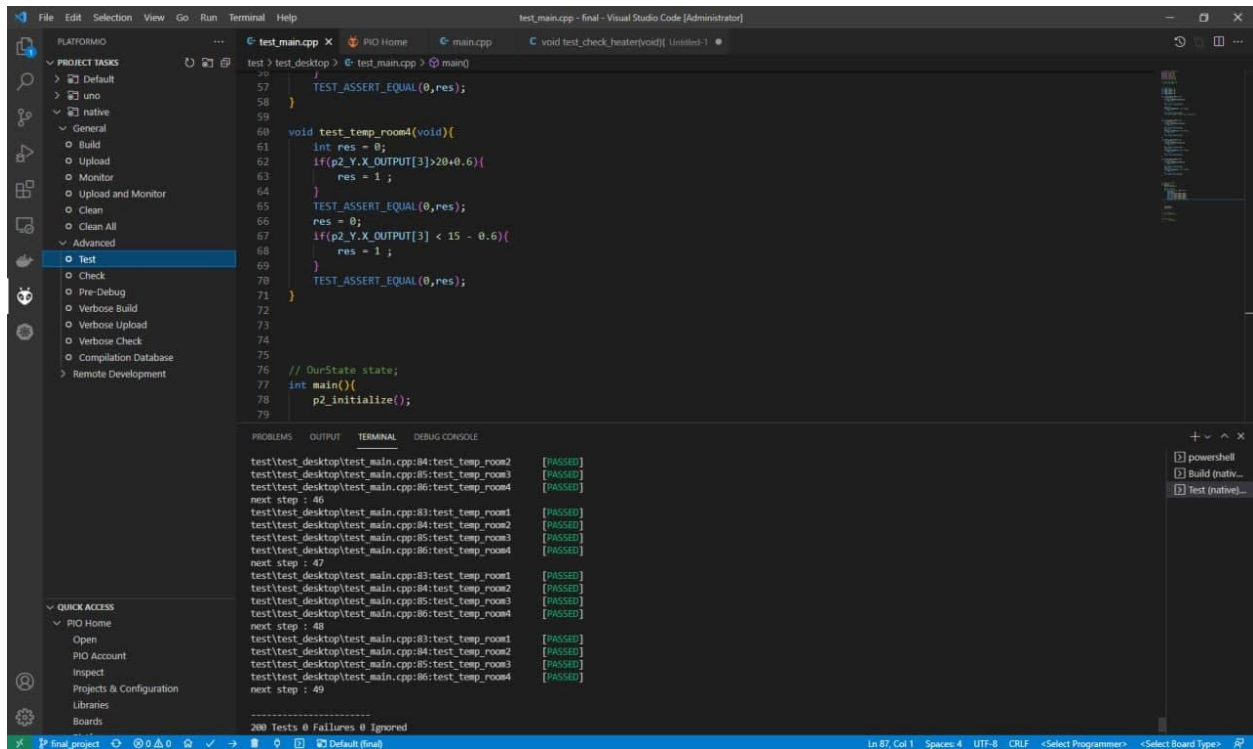 File Edit Selection View Go Run Terminal Help test_main.cpp - final - Visual Studio Code [Administrator]
PLATFORMIO
PROJECT TASKS
Default
uno
native
General
Build
Upload
Monitor
Upload and Monitor
Clean
Clean All
Advanced
Test
Check
Pre-Debug
Verbose Build
Verbose Upload
Verbose Check
Compilation Database
Remote Development
QUICK ACCESS
PIO Home
Open
PIO Account
Inspect
Projects & Configuration
Libraries
Boards
test_main.cpp PIO Home main.cpp void test_check_heater(void){ Untitled-1
test > test_desktop > test_main.cpp > main()
56 }
57 TEST_ASSERT_EQUAL(0,res);
58 }
59
60 void test_temp_room4(void){
61 int res = 0;
62 if(p2_Y.X_OUTPUT[3]>20+0.6){
63 res = 1 ;
64 }
65 TEST_ASSERT_EQUAL(0,res);
66 res = 0;
67 if(p2_Y.X_OUTPUT[3] < 15 - 0.6){
68 res = 1 ;
69 }
70 TEST_ASSERT_EQUAL(0,res);
71 }
72
73
74
75
76 // OurState state;
77 int main(){
78 p2_initialize();
79
PROBLEMS OUTPUT TERMINAL DEBUG CONSOLE
test\test_desktop\test_main.cpp:84:test_temp_room2 [PASSED]
test\test_desktop\test_main.cpp:85:test_temp_room3 [PASSED]
test\test_desktop\test_main.cpp:86:test_temp_room4 [PASSED]
next step : 46
test\test_desktop\test_main.cpp:83:test_temp_room1 [PASSED]
test\test_desktop\test_main.cpp:84:test_temp_room2 [PASSED]
test\test_desktop\test_main.cpp:85:test_temp_room3 [PASSED]
test\test_desktop\test_main.cpp:86:test_temp_room4 [PASSED]
next step : 47
test\test_desktop\test_main.cpp:83:test_temp_room1 [PASSED]
test\test_desktop\test_main.cpp:84:test_temp_room2 [PASSED]
test\test_desktop\test_main.cpp:85:test_temp_room3 [PASSED]
test\test_desktop\test_main.cpp:86:test_temp_room4 [PASSED]
next step : 48
test\test_desktop\test_main.cpp:83:test_temp_room1 [PASSED]
test\test_desktop\test_main.cpp:84:test_temp_room2 [PASSED]
test\test_desktop\test_main.cpp:85:test_temp_room3 [PASSED]
test\test_desktop\test_main.cpp:86:test_temp_room4 [PASSED]
next step : 49
-----------------------
200 Tests 0 Failures 0 Ignored
powershell
Build (nativ...
Test (native)...
final_project 0 0 0 Default (final) Ln 87, Col 1 Spaces: 4 UTF-8 CRLF <Select Programmer> <Select Board Type>